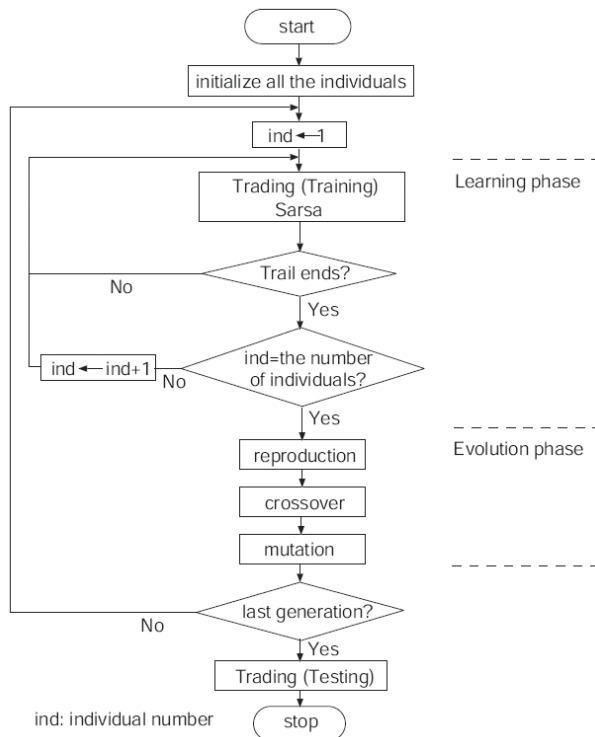 start
initialize all the individuals
ind ← 1
Trading (Training)
Sarsa
Learning phase
Trail ends?
No
Yes
ind=the number
of individuals?
ind ← ind+1
No
Yes
Evolution phase
reproduction
crossover
mutation
last generation?
No
Yes
Trading (Testing)
ind: individual number
stop